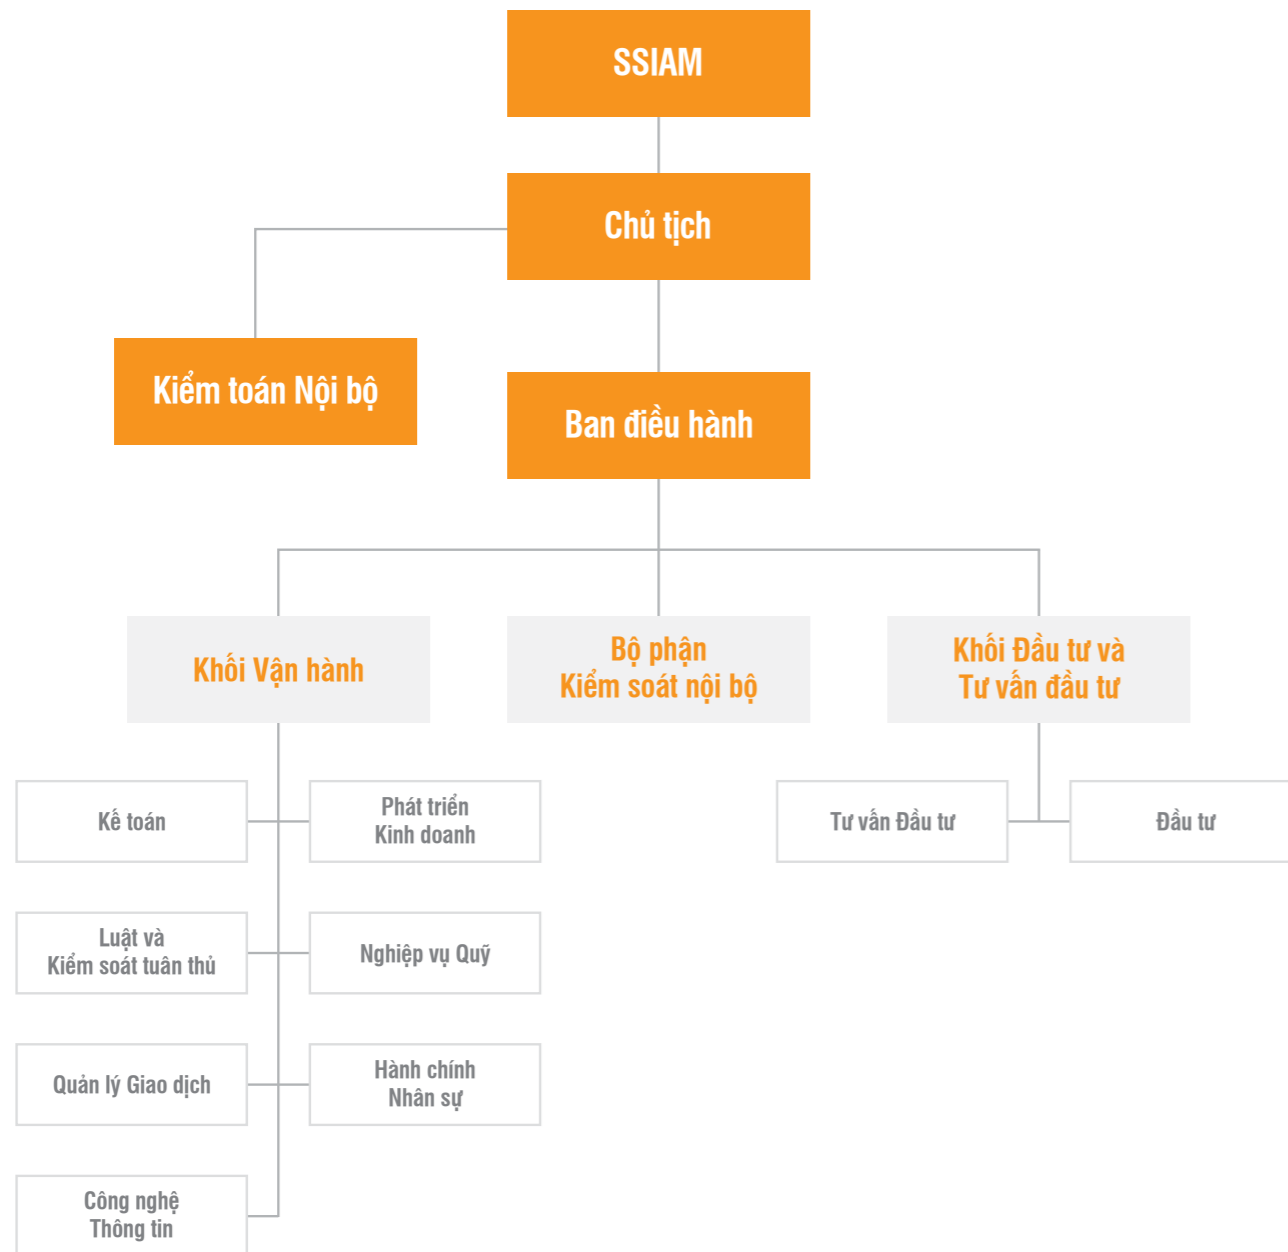 SSIAM
Chủ tịch
Kiểm toán Nội bộ
Ban điều hành
Khối Vận hành
Bộ phận
Kiểm soát nội bộ
Khối Đầu tư và
Tư vấn đầu tư
Kế toán
Phát triển
Kinh doanh
Tư vấn Đầu tư
Đầu tư
Luật và
Kiểm soát tuân thủ
Nghiệp vụ Quỹ
Quản lý Giao dịch
Hành chính
Nhân sự
Công nghệ
Thông tin